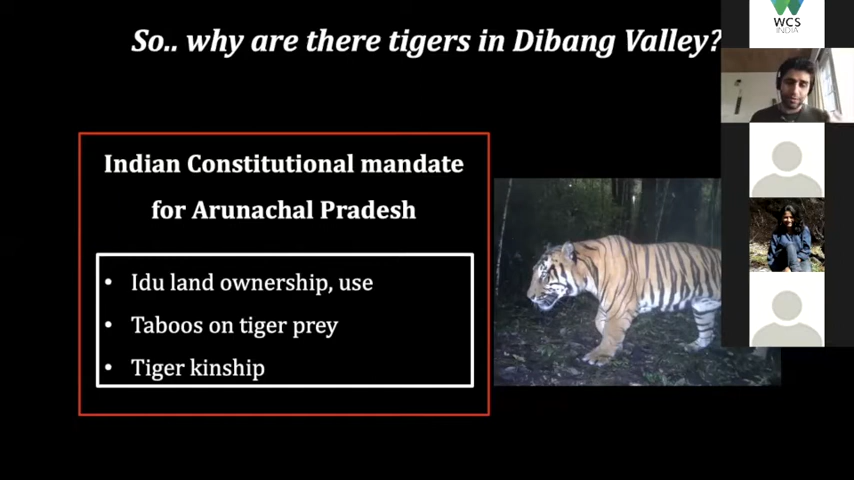 So.. why are there tigers in Dibang Valley?
WCS
INDIA
Indian Constitutional mandate
for Arunachal Pradesh
• Idu land ownership, use
• Taboos on tiger prey
• Tiger kinship